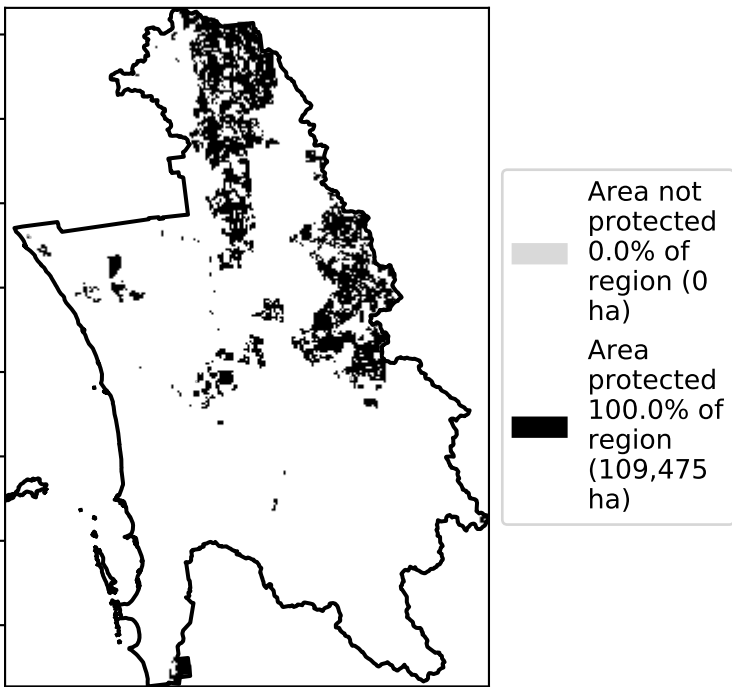 Area not
protected
0.0% of
region (0
ha)
Area
protected
100.0% of
region
(109,475
ha)